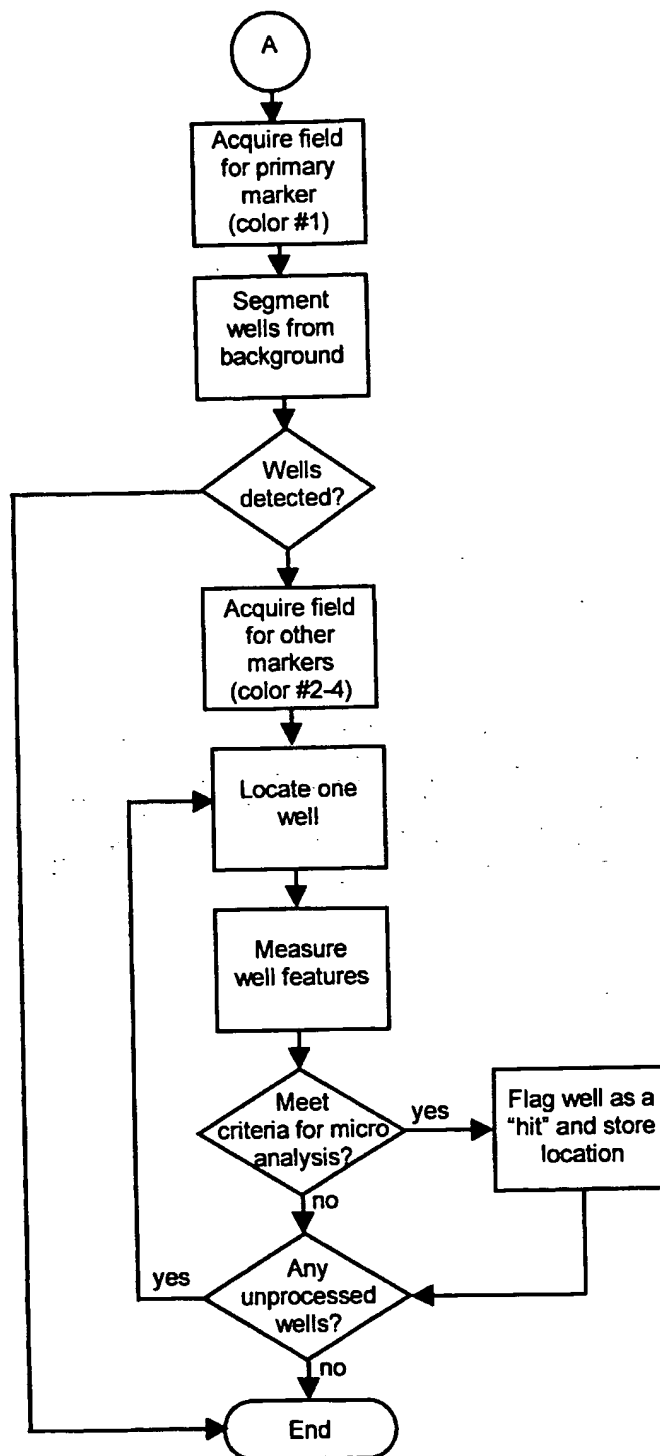 A
Acquire field
for primary
marker
(color #1)
Segment
wells from
background
Wells
detected?
Acquire field
for other
markers
(color #2-4)
Locate one
well
Measure
well features
Meet
criteria for micro
analysis?
yes
Flag well as a
"hit" and store
location
no
yes
Any
unprocessed
wells?
no
End